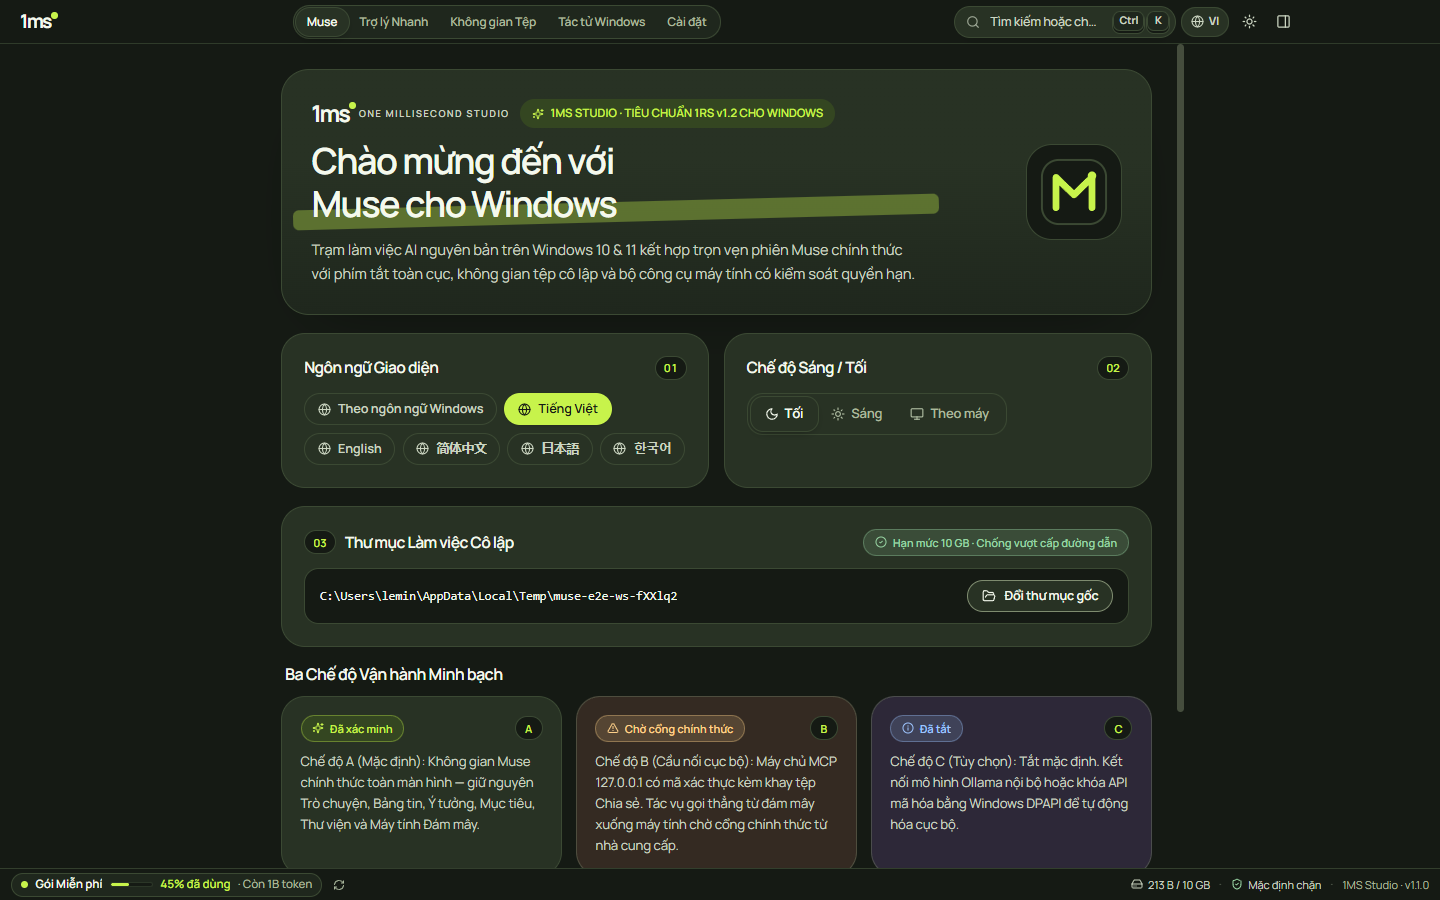 1ms
Muse
Trợ lý Nhanh
Không gian Tệp
Tác tử Windows
Cài đặt
Tìm kiếm hoặc ch...
Ctrl
K
VI
1ms
ONE MILLISECOND STUDIO
1MS STUDIO · TIÊU CHUẨN 1RS v1.2 CHO WINDOWS
Chào mừng đến với
Muse cho Windows
Trạm làm việc AI nguyên bản trên Windows 10 & 11 kết hợp trọn vẹn phiên Muse chính thức
với phím tắt toàn cục, không gian tệp cô lập và bộ công cụ máy tính có kiểm soát quyền hạn.
M
Ngôn ngữ Giao diện
01
Theo ngôn ngữ Windows
Tiếng Việt
English
简体中文
日本語
한국어
Chế độ Sáng / Tối
02
Tối
Sáng
Theo máy
03
Thư mục Làm việc Cô lập
Hạn mức 10 GB · Chống vượt cấp đường dẫn
C:\Users\lemin\AppData\Local\Temp\muse-e2e-ws-fXXlq2
Đổi thư mục gốc
Ba Chế độ Vận hành Minh bạch
Đã xác minh
A
Chế độ A (Mặc định): Không gian Muse
chính thức toàn màn hình — giữ nguyên
Trò chuyện, Bảng tin, Ý tưởng, Mục tiêu,
Thư viện và Máy tính Đám mây.
Chờ cổng chính thức
B
Chế độ B (Cầu nối cục bộ): Máy chủ MCP
127.0.0.1 có mã xác thực kèm khay tệp
Chia sẻ. Tác vụ gọi thẳng từ đám mây
xuống máy tính chờ cổng chính thức từ
nhà cung cấp.
Đã tắt
C
Chế độ C (Tùy chọn): Tắt mặc định. Kết
nối mô hình Ollama nội bộ hoặc khóa API
mã hóa bằng Windows DPAPI để tự động
hóa cục bộ.
Gói Miễn phí
45% đã dùng
· Còn 1B token
213 B / 10 GB
·
Mặc định chặn
·
1MS Studio · v1.1.0